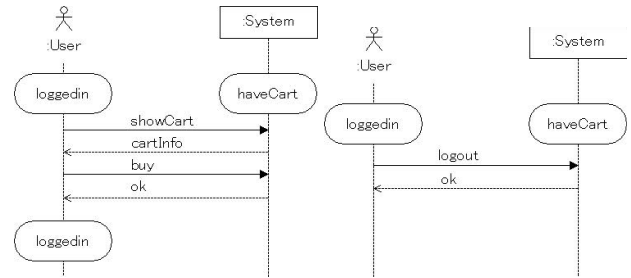 :User
:System
loggedin
haveCart
showCart
cartInfo
buy
ok
loggedin
:User
:System
loggedin
haveCart
logout
ok